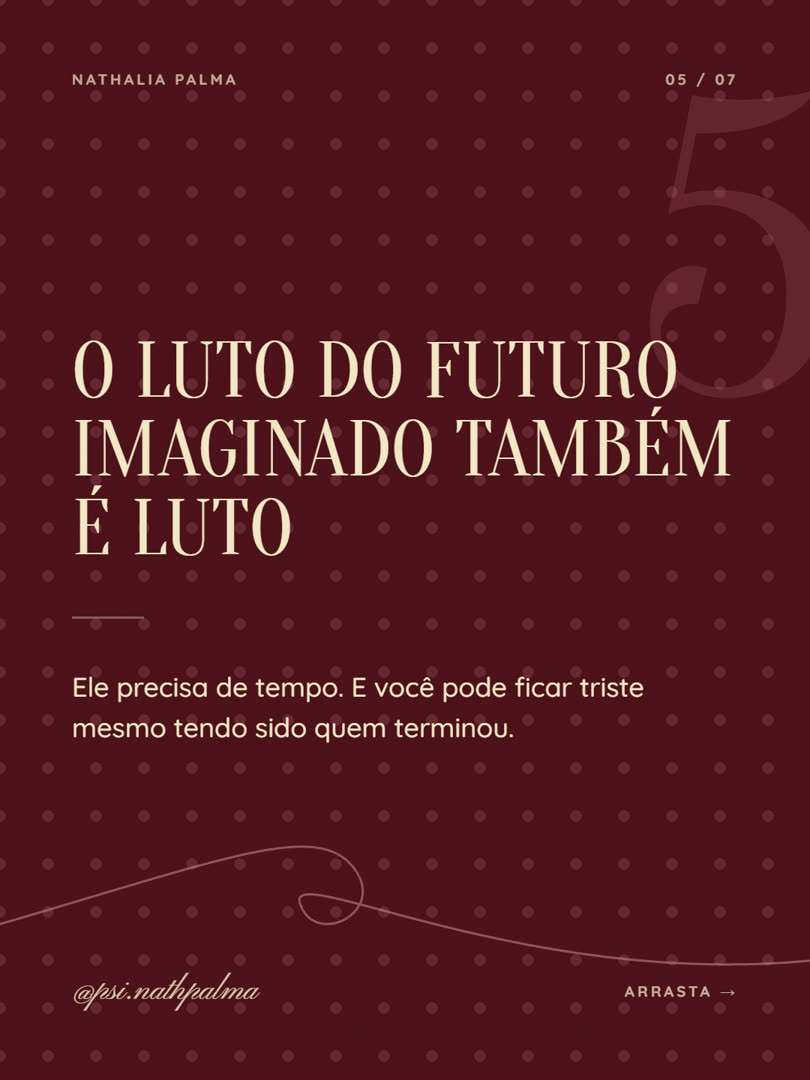 NATHALIA PALMA
05 / 07
5
O LUTO DO FUTURO
IMAGINADO TAMBÉM
É LUTO
Ele precisa de tempo. E você pode ficar triste
mesmo tendo sido quem terminou.
@psi.nathpalma
ARRASTA →